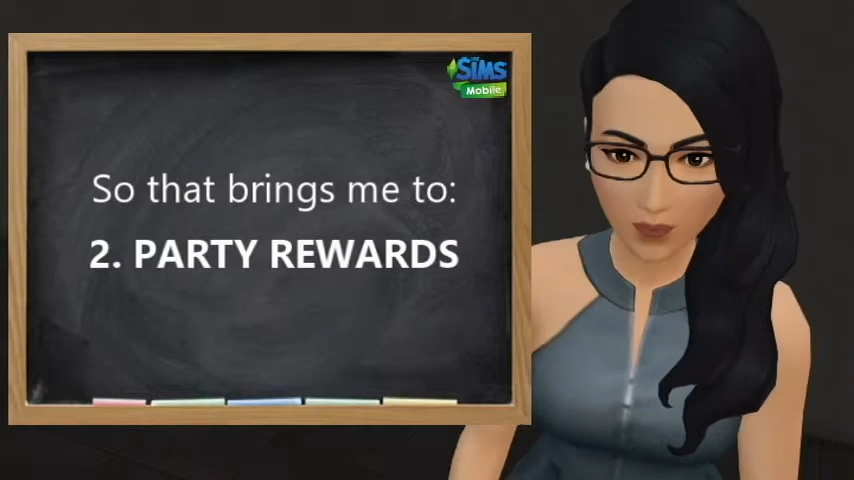 THE
SIMS
Mobile
So that brings me to:
2. PARTY REWARDS